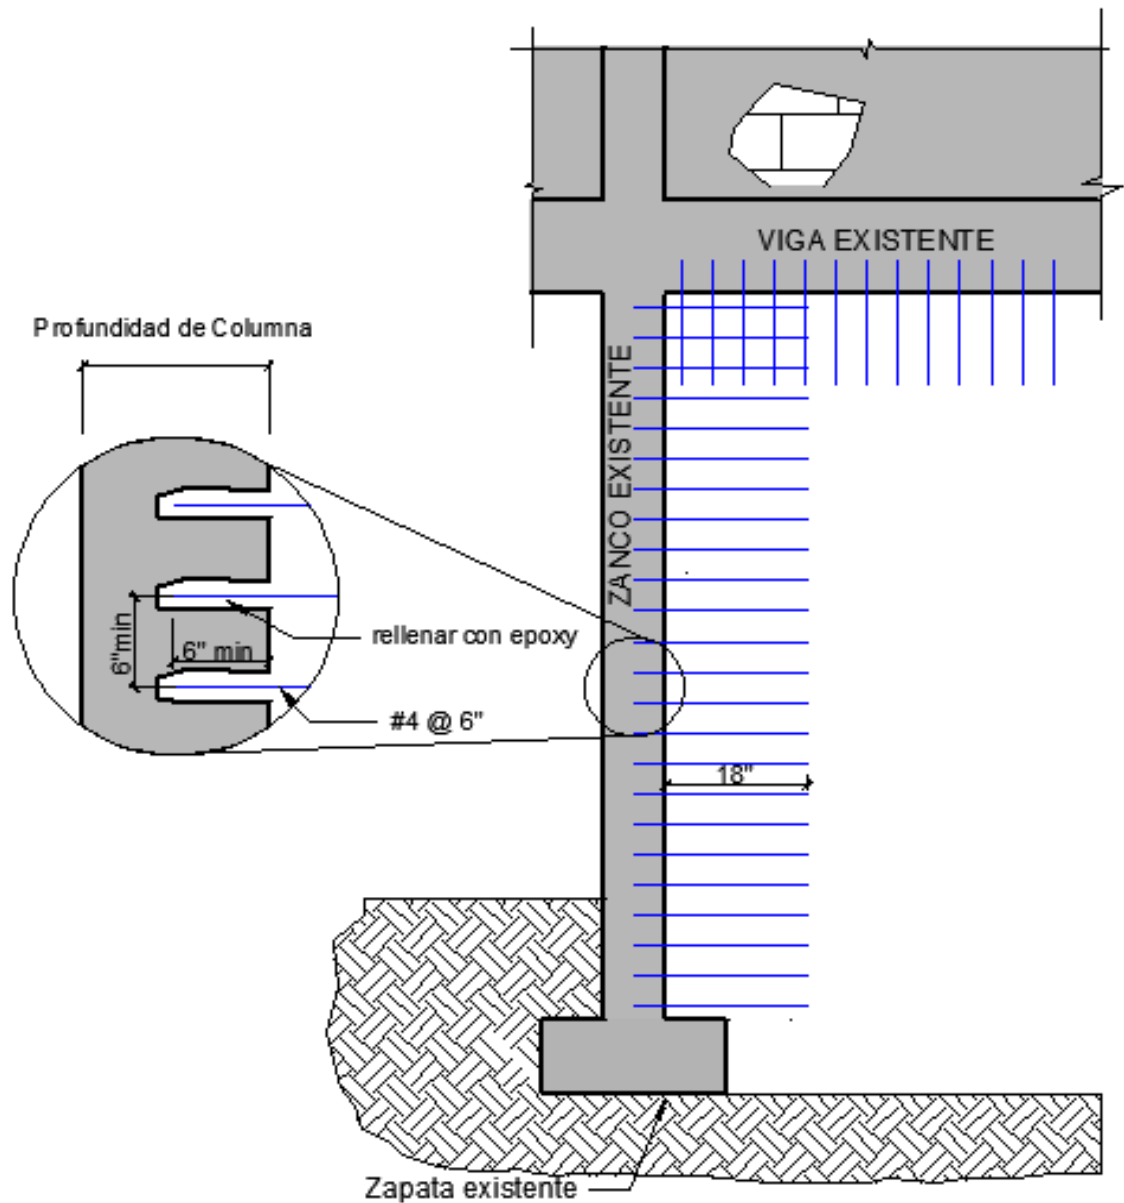 VIGA EXISTENTE
Profundidad de Columna
ZANCO EXISTENTE
6"min
6" min
rellenar con epoxy
#4 @ 6"
18"
Zapata existente